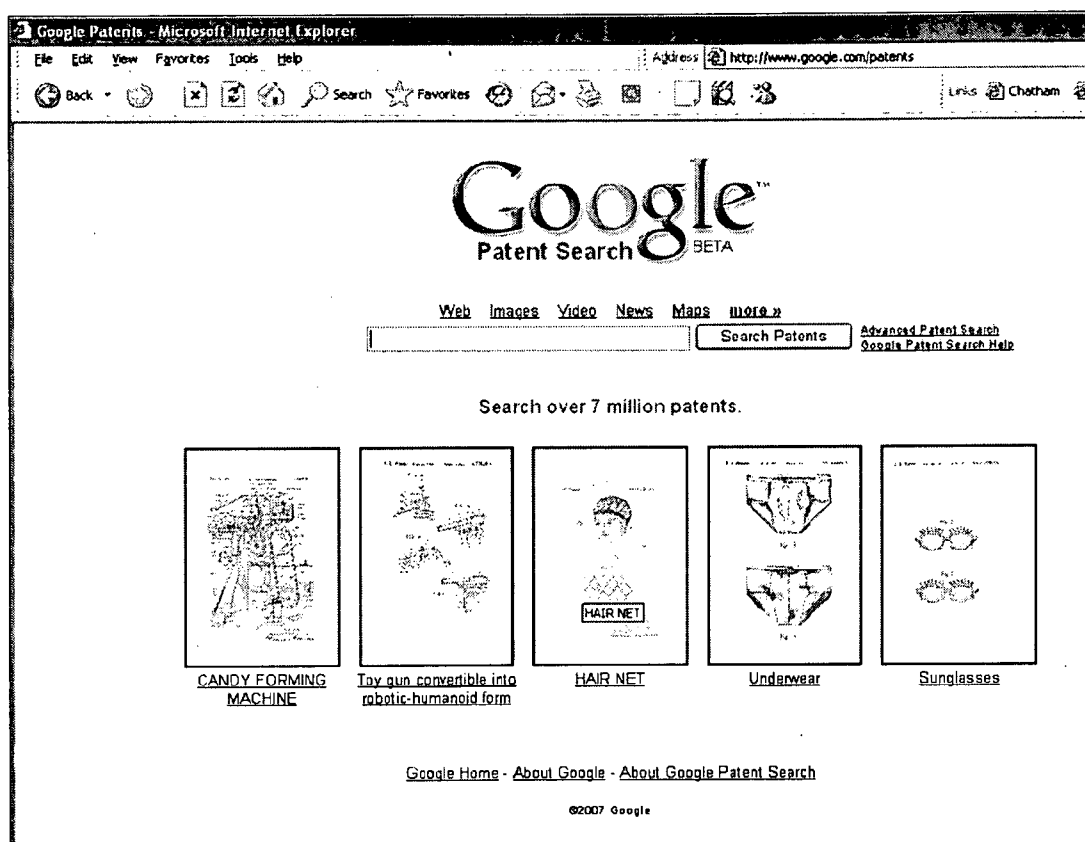 Google Patents - Microsoft Internet Explorer
File Edit View Favorites Tools Help Address http://www.google.com/patents
Back Search Favorites Links Chatham
Google™
Patent Search BETA
Web Images Video News Maps more »
Search Patents Advanced Patent Search
Google Patent Search Help
Search over 7 million patents.
HAIR NET
CANDY FORMING
MACHINE
Toy gun convertible into
robotic-humanoid form
HAIR NET
Underwear
Sunglasses
Google Home - About Google - About Google Patent Search
©2007 Google